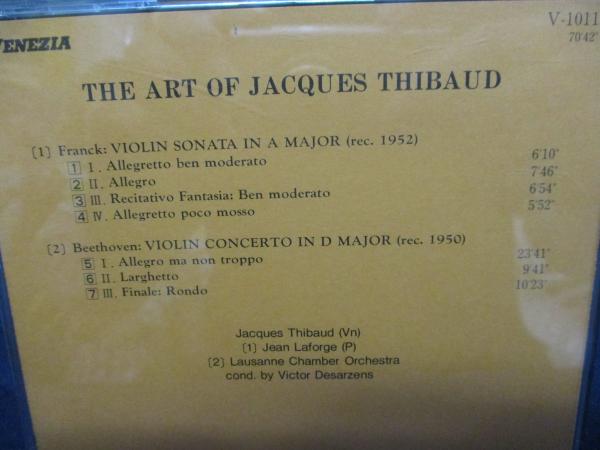 VENEZIA
V-1011
70'42"
THE ART OF JACQUES THIBAUD
[1] Franck: VIOLIN SONATA IN A MAJOR (rec. 1952)
1 I. Allegretto ben moderato 6'10"
2 II. Allegro 7'46"
3 III. Recitativo Fantasia: Ben moderato 6'54"
4 IV. Allegretto poco mosso 5'52"
[2] Beethoven: VIOLIN CONCERTO IN D MAJOR (rec. 1950)
5 I. Allegro ma non troppo 23'41"
6 II. Larghetto 9'41"
7 III. Finale: Rondo 10'23"
Jacques Thibaud (Vn)
[1] Jean Laforge (P)
[2] Lausanne Chamber Orchestra
cond. by Victor Desarzens